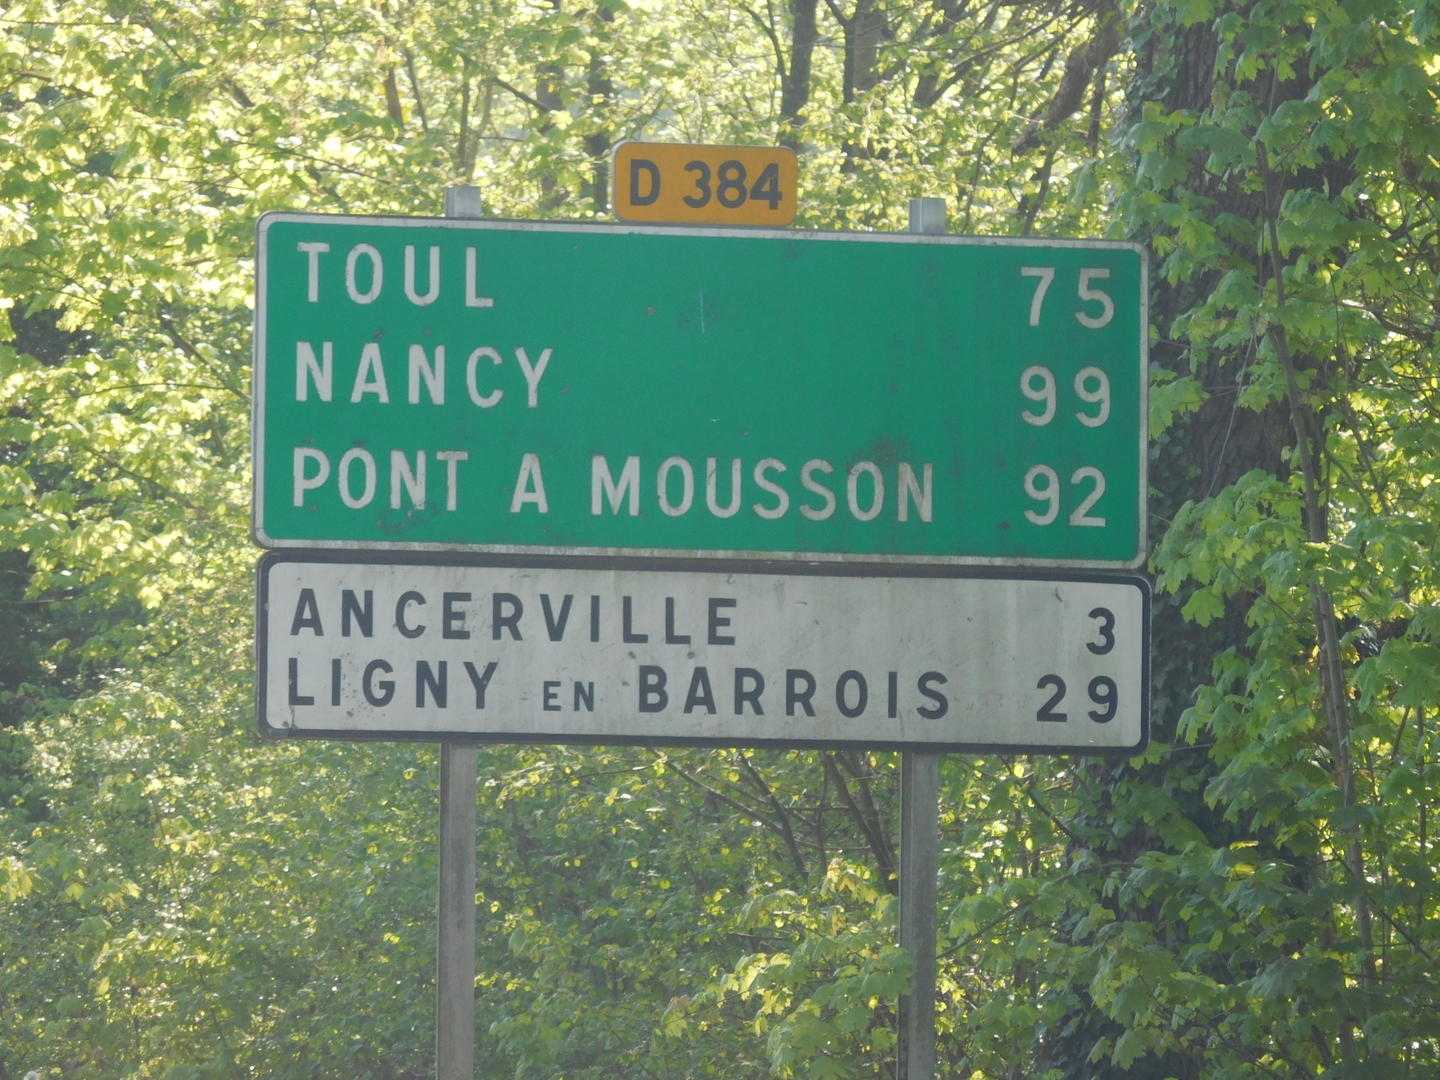 D 384
TOUL 75
NANCY 99
PONT A MOUSSON 92
ANCERVILLE 3
LIGNY EN BARROIS 29